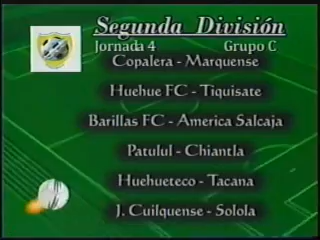 Segunda División
Jornada 4 Grupo C
Copalera - Marquense
Huehue FC - Tiquisate
Barillas FC - America Salcaja
Patulul - Chiantla
Huehueteco - Tacana
J. Cuilquense - Solola